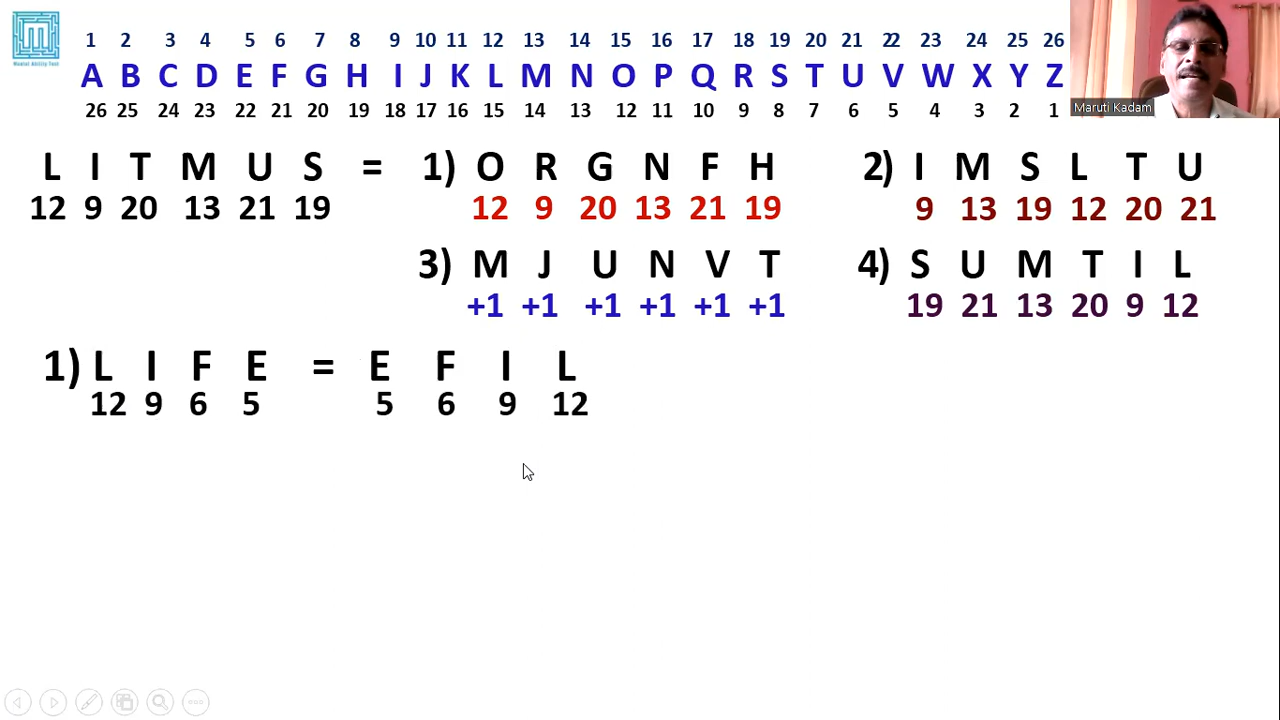 m
Mental Ability Test
1 2 3 4 5 6 7 8 9 10 11 12 13 14 15 16 17 18 19 20 21 22 23 24 25 26
A B C D E F G H I J K L M N O P Q R S T U V W X Y Z
26 25 24 23 22 21 20 19 18 17 16 15 14 13 12 11 10 9 8 7 6 5 4 3 2 1
Maruti Kadam
L I T M U S = 1) O R G N F H 2) I M S L T U
12 9 20 13 21 19 12 9 20 13 21 19 9 13 19 12 20 21
3) M J U N V T 4) S U M T I L
+1 +1 +1 +1 +1 +1 19 21 13 20 9 12
1) L I F E = E F I L
12 9 6 5 5 6 9 12